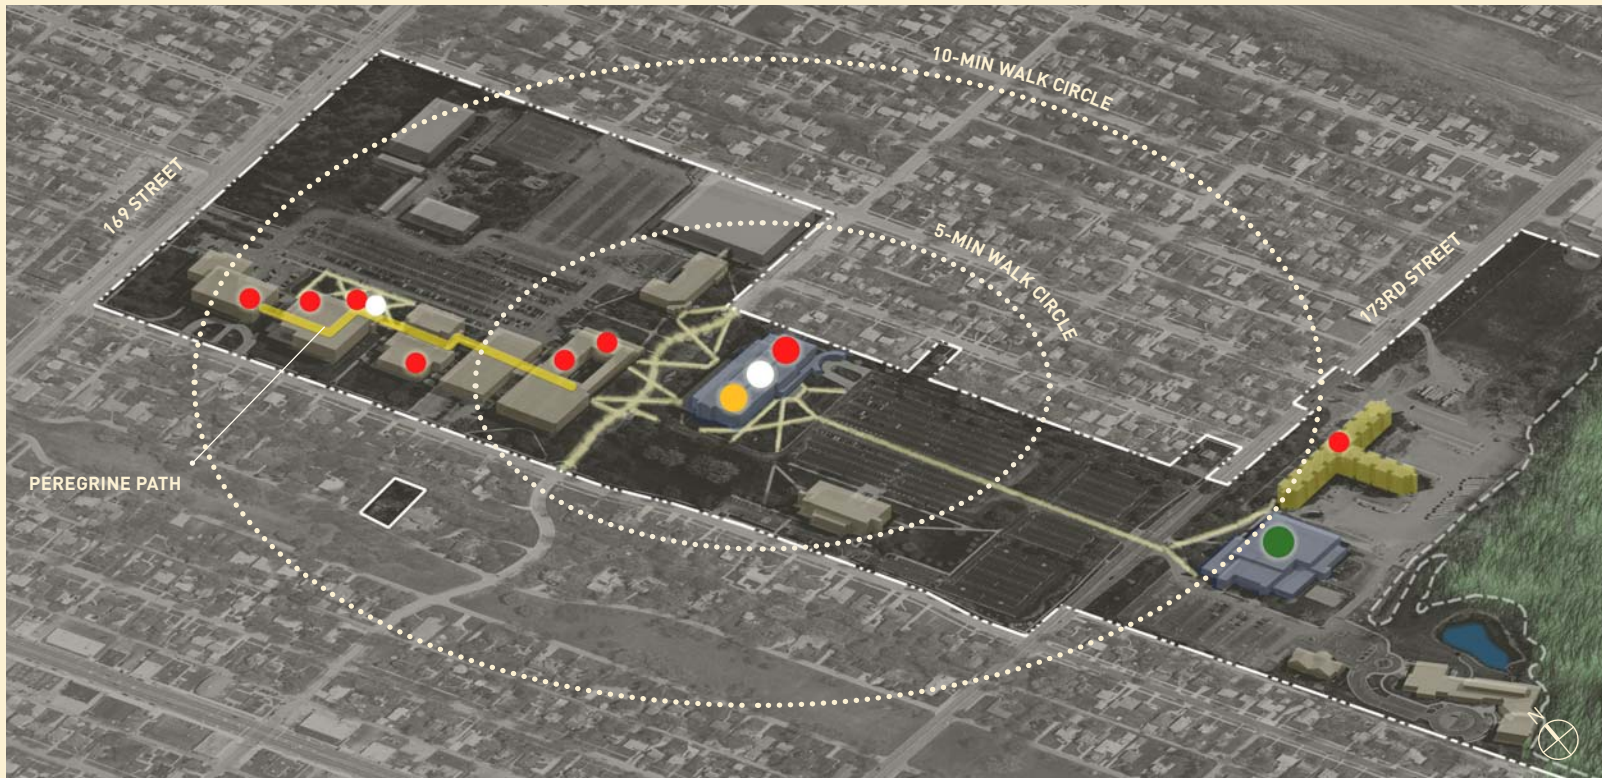 10-MIN WALK CIRCLE
169 STREET
5-MIN WALK CIRCLE
173RD STREET
PEREGRINE PATH
N